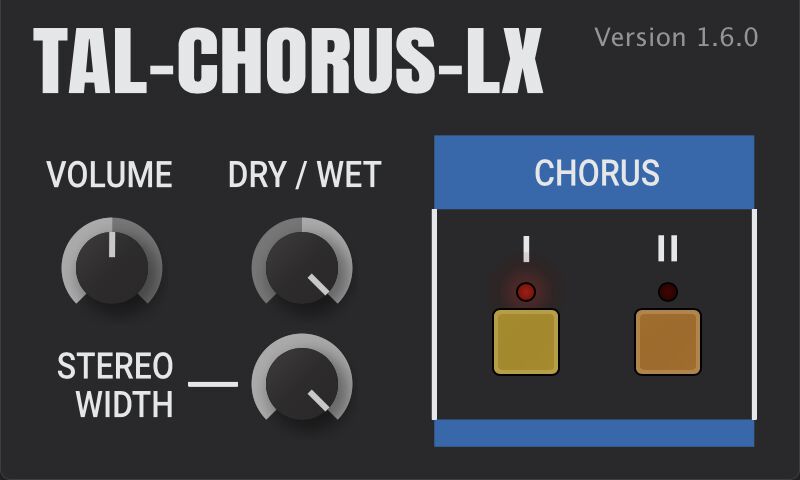 TAL-CHORUS-LX
Version 1.6.0
VOLUME
DRY / WET
CHORUS
I
II
STEREO
WIDTH